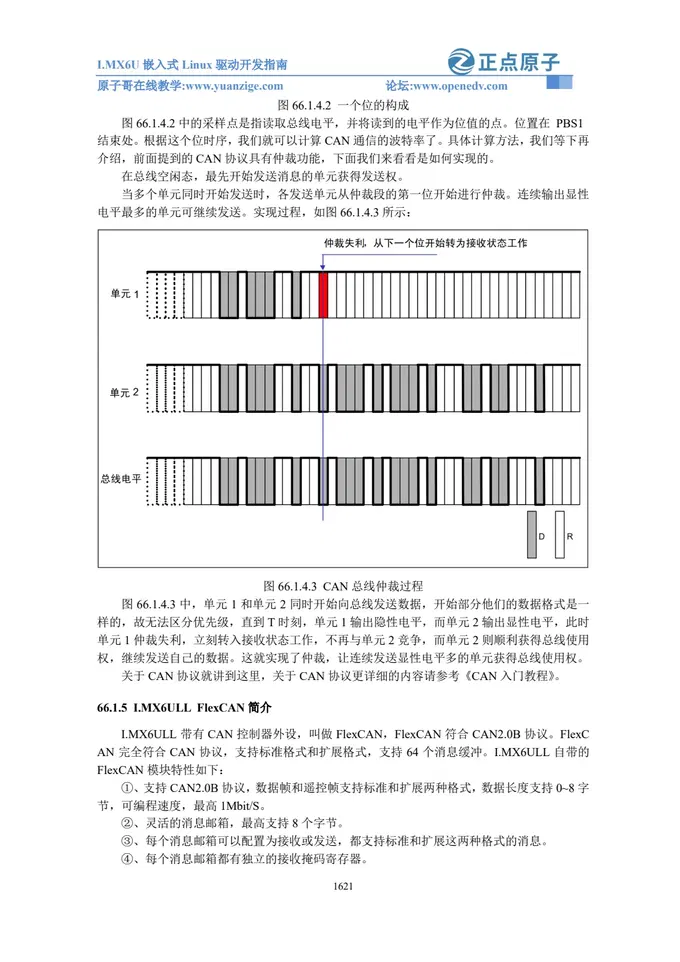 I.MX6U 嵌入式 Linux 驱动开发指南
正点原子
原子哥在线教学:www.yuanzige.com 论坛:www.openedv.com
图 66.1.4.2 一个位的构成
图 66.1.4.2 中的采样点是指读取总线电平，并将读到的电平作为位值的点。位置在 PBS1
结束处。根据这个位时序，我们就可以计算 CAN 通信的波特率了。具体计算方法，我们等下再
介绍，前面提到的 CAN 协议具有仲裁功能，下面我们来看看是如何实现的。
在总线空闲态，最先开始发送消息的单元获得发送权。
当多个单元同时开始发送时，各发送单元从仲裁段的第一位开始进行仲裁。连续输出显性
电平最多的单元可继续发送。实现过程，如图 66.1.4.3 所示：
仲裁失利，从下一个位开始转为接收状态工作
单元 1
单元 2
总线电平
D R
图 66.1.4.3 CAN 总线仲裁过程
图 66.1.4.3 中，单元 1 和单元 2 同时开始向总线发送数据，开始部分他们的数据格式是一
样的，故无法区分优先级，直到 T 时刻，单元 1 输出隐性电平，而单元 2 输出显性电平，此时
单元 1 仲裁失利，立刻转入接收状态工作，不再与单元 2 竞争，而单元 2 则顺利获得总线使用
权，继续发送自己的数据。这就实现了仲裁，让连续发送显性电平多的单元获得总线使用权。
关于 CAN 协议就讲到这里，关于 CAN 协议更详细的内容请参考《CAN 入门教程》。
66.1.5 I.MX6ULL FlexCAN 简介
I.MX6ULL 带有 CAN 控制器外设，叫做 FlexCAN，FlexCAN 符合 CAN2.0B 协议。FlexC
AN 完全符合 CAN 协议，支持标准格式和扩展格式，支持 64 个消息缓冲。I.MX6ULL 自带的
FlexCAN 模块特性如下：
①、支持 CAN2.0B 协议，数据帧和遥控帧支持标准和扩展两种格式，数据长度支持 0~8 字
节，可编程速度，最高 1Mbit/S。
②、灵活的消息邮箱，最高支持 8 个字节。
③、每个消息邮箱可以配置为接收或发送，都支持标准和扩展这两种格式的消息。
④、每个消息邮箱都有独立的接收掩码寄存器。
1621